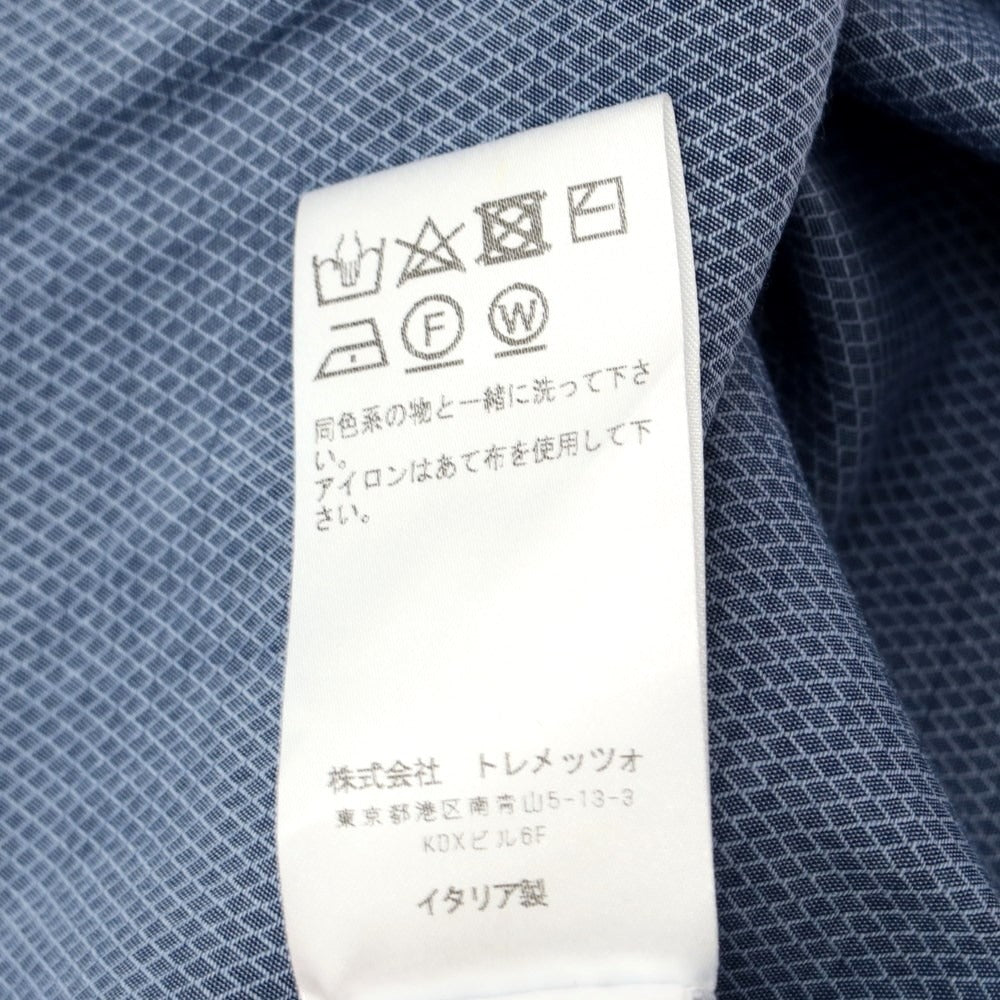 F W
同色系の物と一緒に洗って下さ
い。
アイロンはあて布を使用して下
さい。
株式会社 トレメッツォ
東京都港区南青山5-13-3
KDXビル6F
イタリア製